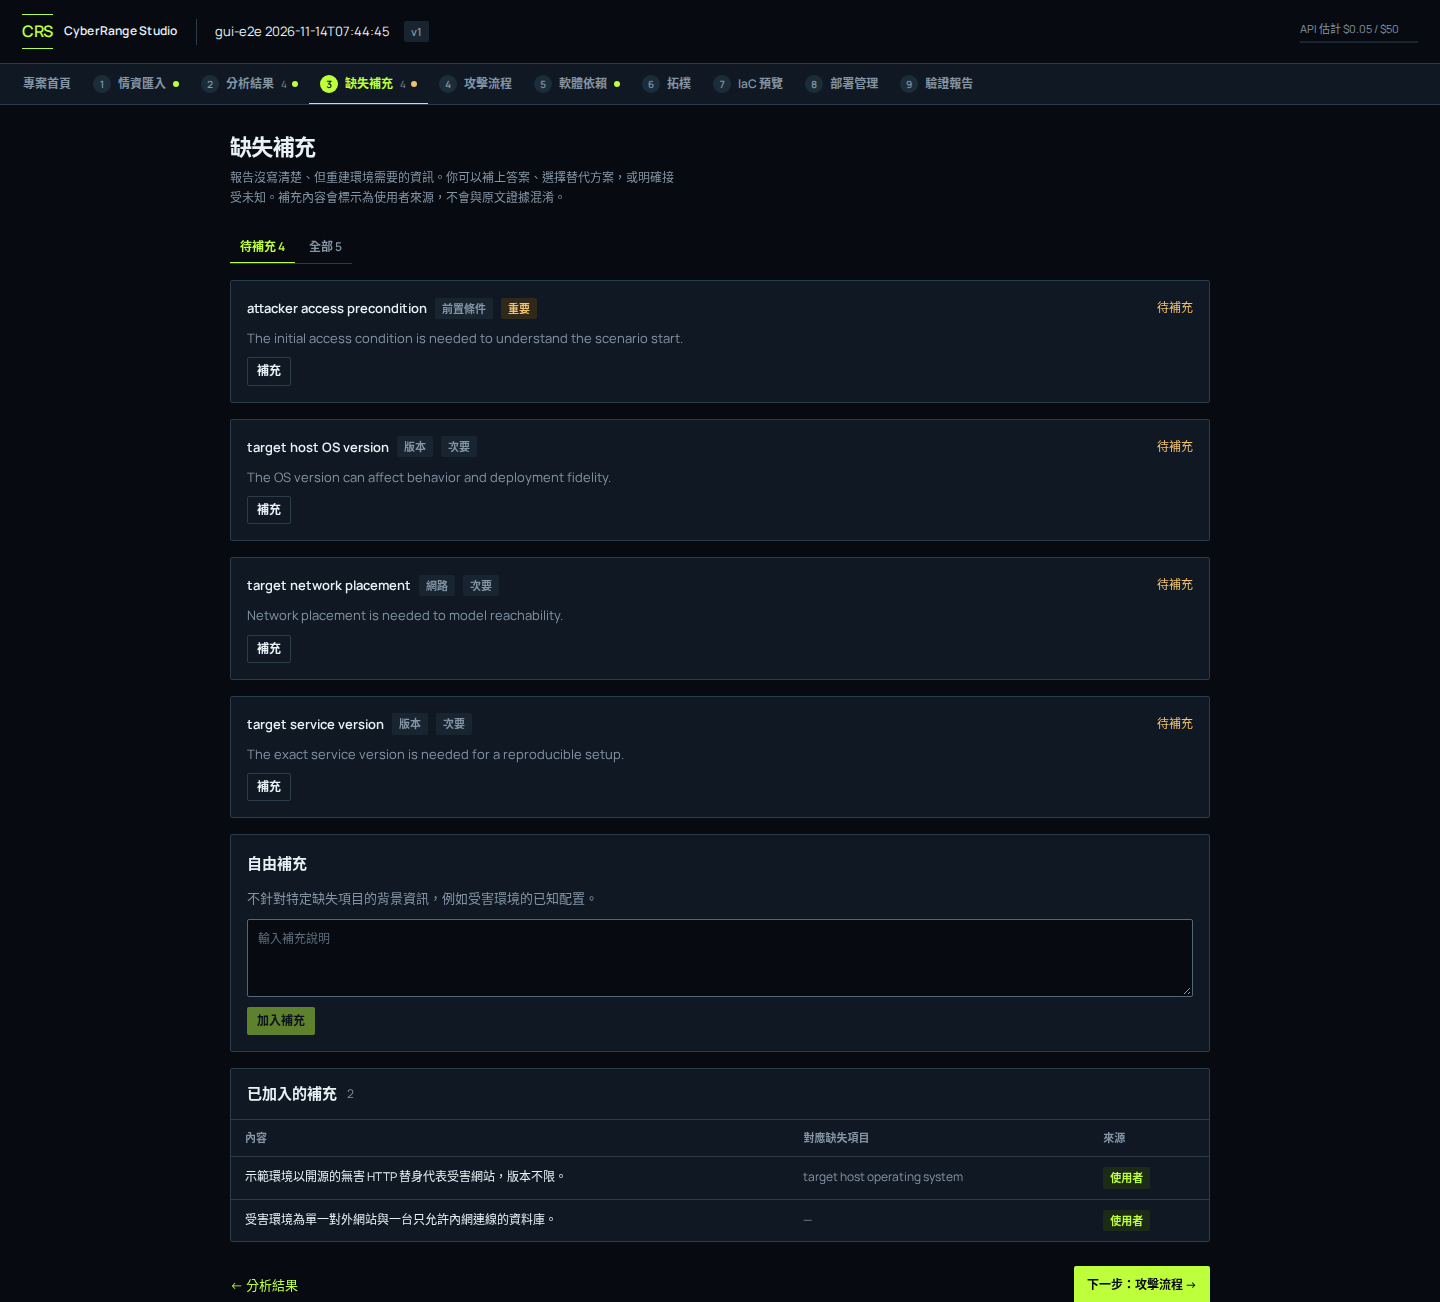 CRS CyberRange Studio gui-e2e 2026-11-14T07:44:45 v1 API 估計 $0.05 / $50
專案首頁 1 情資匯入 2 分析結果 4 3 缺失補充 4 4 攻擊流程 5 軟體依賴 6 拓樸 7 IaC 預覽 8 部署管理 9 驗證報告
缺失補充
報告沒寫清楚、但重建環境需要的資訊。你可以補上答案、選擇替代方案，或明確接
受未知。補充內容會標示為使用者來源，不會與原文證據混淆。
待補充 4 全部 5
attacker access precondition 前置條件 重要 待補充
The initial access condition is needed to understand the scenario start.
補充
target host OS version 版本 次要 待補充
The OS version can affect behavior and deployment fidelity.
補充
target network placement 網路 次要 待補充
Network placement is needed to model reachability.
補充
target service version 版本 次要 待補充
The exact service version is needed for a reproducible setup.
補充
自由補充
不針對特定缺失項目的背景資訊，例如受害環境的已知配置。
輸入補充說明
加入補充
已加入的補充 2
內容 對應缺失項目 來源
示範環境以開源的無害 HTTP 替身代表受害網站，版本不限。 target host operating system 使用者
受害環境為單一對外網站與一台只允許內網連線的資料庫。 — 使用者
← 分析結果 下一步：攻擊流程 →